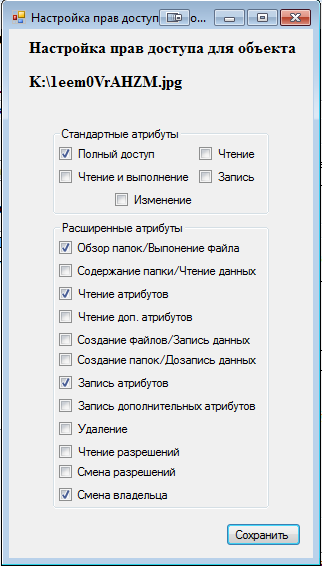 Настройка прав доступ о...
Настройка прав доступа для объекта
K:\1eem0VrAHZM.jpg
Стандартные атрибуты
Полный доступ Чтение
Чтение и выполнение Запись
Изменение
Расширенные атрибуты
Обзор папок/Выпонение файла
Содержание папки/Чтение данных
Чтение атрибутов
Чтение доп. атрибутов
Создание файлов/Запись данных
Создание папок/Дозапись данных
Запись атрибутов
Запись дополнительных атрибутов
Удаление
Чтение разрешений
Смена разрешений
Смена владельца
Сохранить